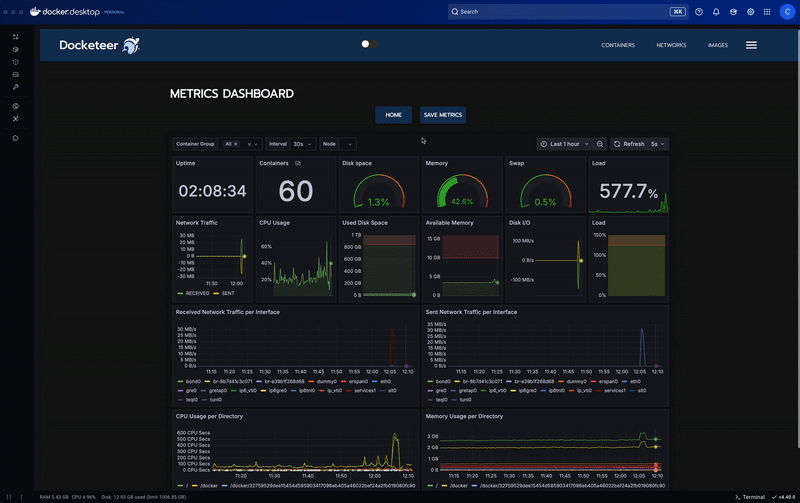 docker.desktop PERSONAL
Search
⌘K
C
Docketeer
CONTAINERS NETWORKS IMAGES
METRICS DASHBOARD
HOME SAVE METRICS
Container Group All × Interval 30s Node
Last 1 hour Refresh 5s
Uptime Containers Disk space Memory Swap Load
02:08:34 60 1.3% 42.6% 0.5% 577.7%
Network Traffic CPU Usage Used Disk Space Available Memory Disk I/O Load
30 MB
20 MB
10 MB
0 B
-10 MB
-20 MB
-30 MB
11:30 12:00
RECEIVED SENT
60%
40%
20%
1 TB
800 GB
600 GB
400 GB
200 GB
0 B
15 GB
10 GB
5 GB
0 B
100 MB/s
0 B/s
-100 MB/s
150%
100%
50%
0%
Received Network Traffic per Interface
30 MB/s
25 MB/s
20 MB/s
15 MB/s
10 MB/s
5 MB/s
0 B/s
11:15 11:20 11:25 11:30 11:35 11:40 11:45 11:50 11:55 12:00 12:05 12:10
bond0 br-8b7d41c3c071 br-e39b1f268d68 dummy0 erspan0 eth0
gre0 gretap0 ip6_vti0 ip6gre0 ip6tnl0 ip_vti0 services1 sit0
teql0 tunl0
Sent Network Traffic per Interface
35 MB/s
30 MB/s
25 MB/s
20 MB/s
15 MB/s
10 MB/s
5 MB/s
0 B/s
11:15 11:20 11:25 11:30 11:35 11:40 11:45 11:50 11:55 12:00 12:05 12:10
bond0 br-8b7d41c3c071 br-e39b1f268d68 dummy0 erspan0 eth0
gre0 gretap0 ip6_vti0 ip6gre0 ip6tnl0 ip_vti0 services1 sit0
teql0 tunl0
CPU Usage per Directory
600 CPU Secs
500 CPU Secs
400 CPU Secs
300 CPU Secs
200 CPU Secs
100 CPU Secs
0 CPU Secs
11:15 11:20 11:25 11:30 11:35 11:40 11:45 11:50 11:55 12:00 12:05 12:10
/ /docker
Memory Usage per Directory
3 GB
2 GB
1 GB
0 B
11:15 11:20 11:25 11:30 11:35 11:40 11:45 11:50 11:55 12:00 12:05 12:10
/ /docker
RAM 5.43 GB CPU 4.96% Disk: 12.93 GB used (limit 1006.85 GB)
Terminal v4.40.0